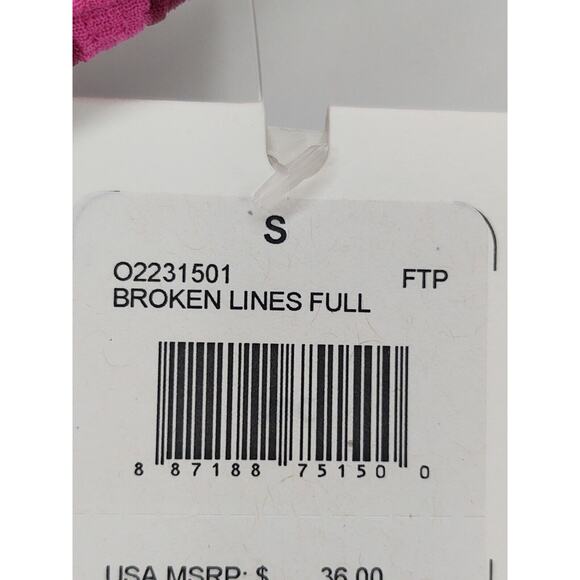 S
O2231501 FTP
BROKEN LINES FULL
8 87188 75150 0
USA MSRP: $ 36.00